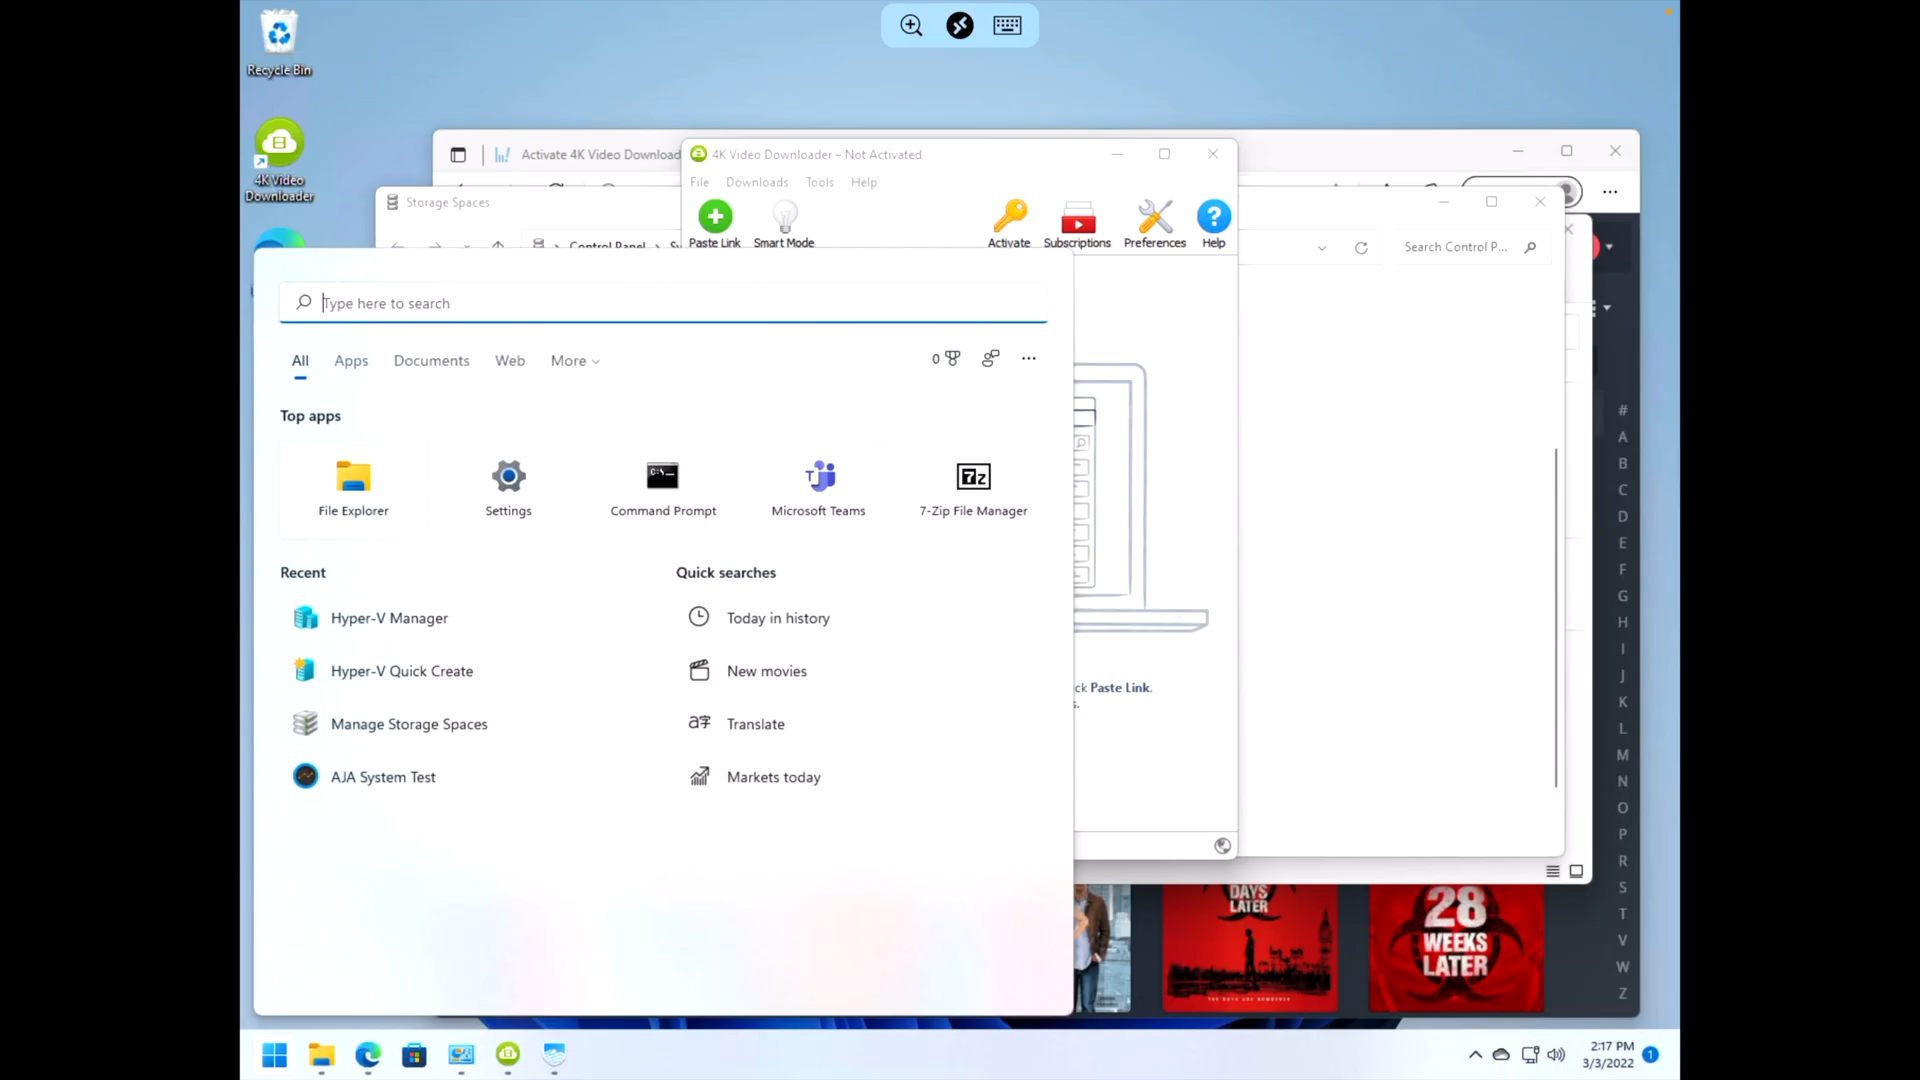 Recycle Bin
4K Video
Downloader
Activate 4K Video Download
4K Video Downloader – Not Activated
File Downloads Tools Help
Storage Spaces
Paste Link Smart Mode Activate Subscriptions Preferences Help
Control Panel
Search Control P...
Type here to search
All Apps Documents Web More
0
Top apps
File Explorer Settings Command Prompt Microsoft Teams 7-Zip File Manager
Recent
Hyper-V Manager
Hyper-V Quick Create
Manage Storage Spaces
AJA System Test
Quick searches
Today in history
New movies
Translate
Markets today
ck Paste Link.
s.
#
A
B
C
D
E
F
G
H
I
J
K
L
M
N
O
P
R
S
T
V
W
Z
DAYS
LATER
28
WEEKS
LATER
2:17 PM
3/3/2022
1